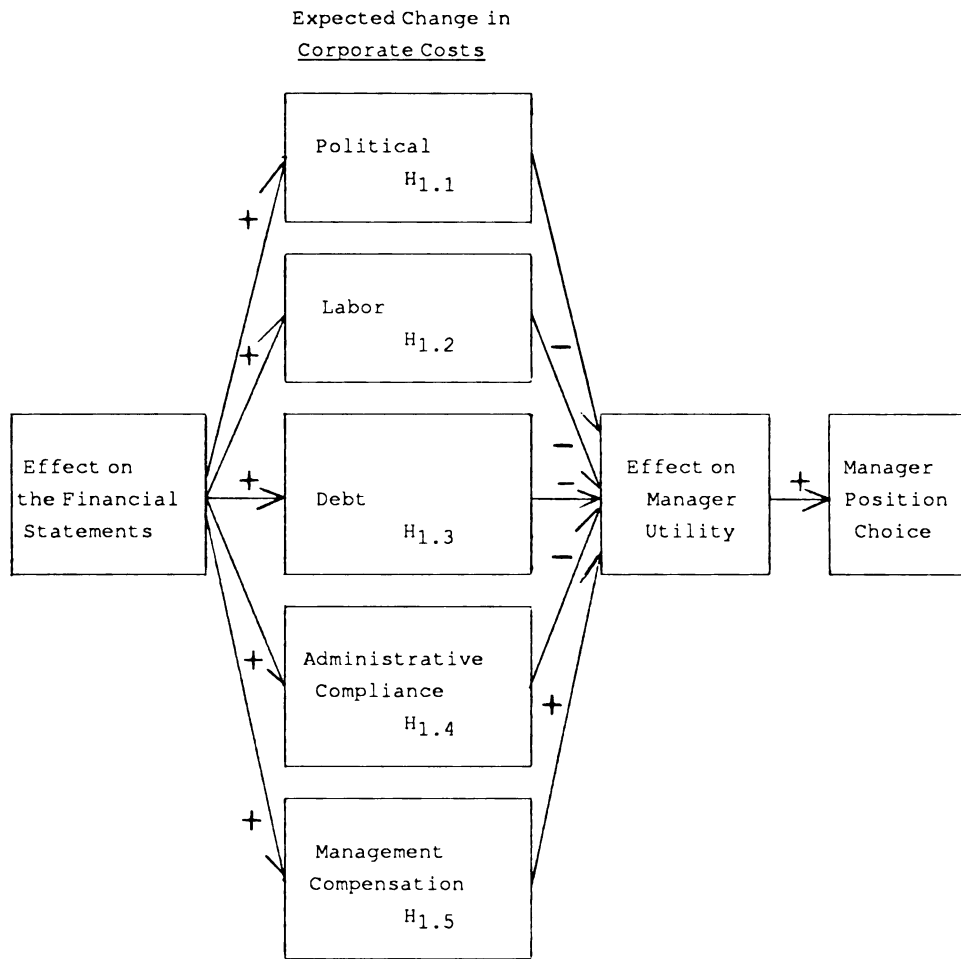 Expected Change in
Corporate Costs
Political
H1.1
+
Labor
H1.2
+
−
Effect on
the Financial
Statements
+
Debt
H1.3
−
−
−
Effect on
Manager
Utility
+
Manager
Position
Choice
Administrative
Compliance
H1.4
+
+
Management
Compensation
H1.5
+